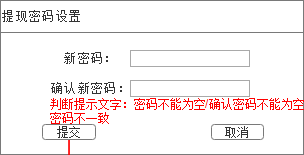 提现密码设置
新密码：
确认新密码：
判断提示文字：密码不能为空/确认密码不能为空
密码不一致
提交 取消